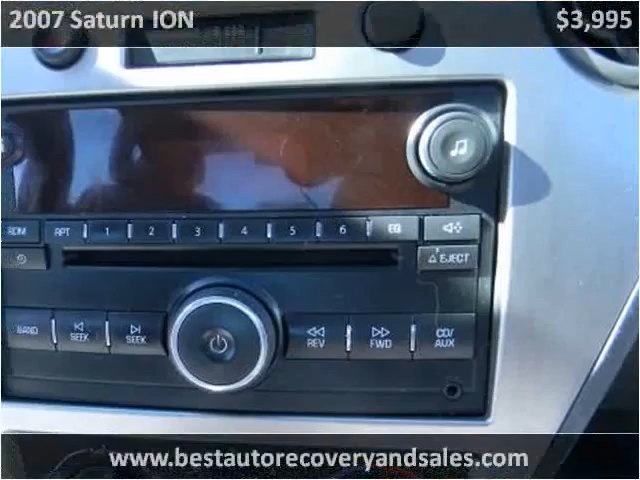 2007 Saturn ION $3,995
RDM RPT 1 2 3 4 5 6 EQ
EJECT
BAND SEEK SEEK REV FWD CD/
AUX
www.bestautorecoveryandsales.com